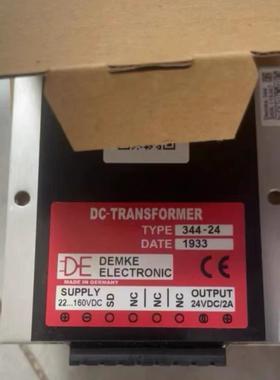 DC-TRANSFORMER
TYPE 344-24
DATE 1933
DE DEMKE ELECTRONIC
MADE IN GERMANY
CE
SUPPLY 22...160VDC
SD
NC
NC
NC
OUTPUT 24VDC/2A